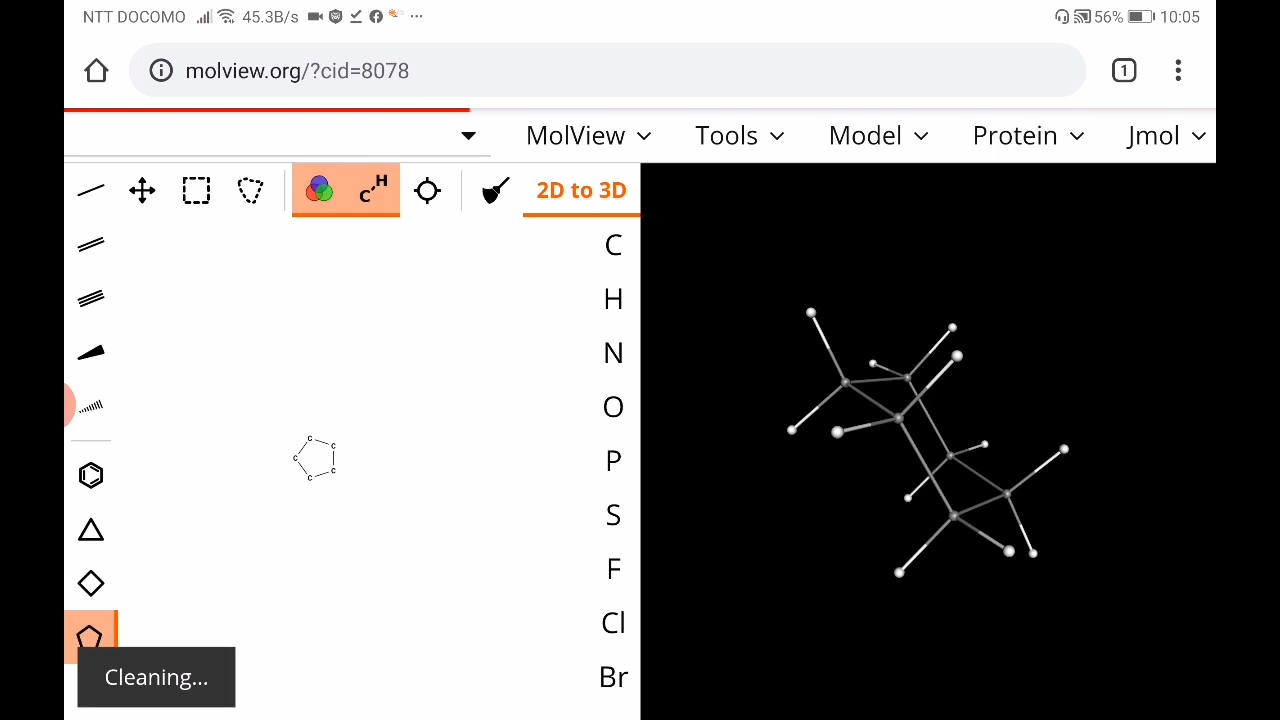 NTT DOCOMO 45.3B/s ... 56% 10:05
molview.org/?cid=8078 1
MolView Tools Model Protein Jmol
C H 2D to 3D
C
H
N
O
P
S
F
Cl
Br
C
C C
C C
Cleaning...